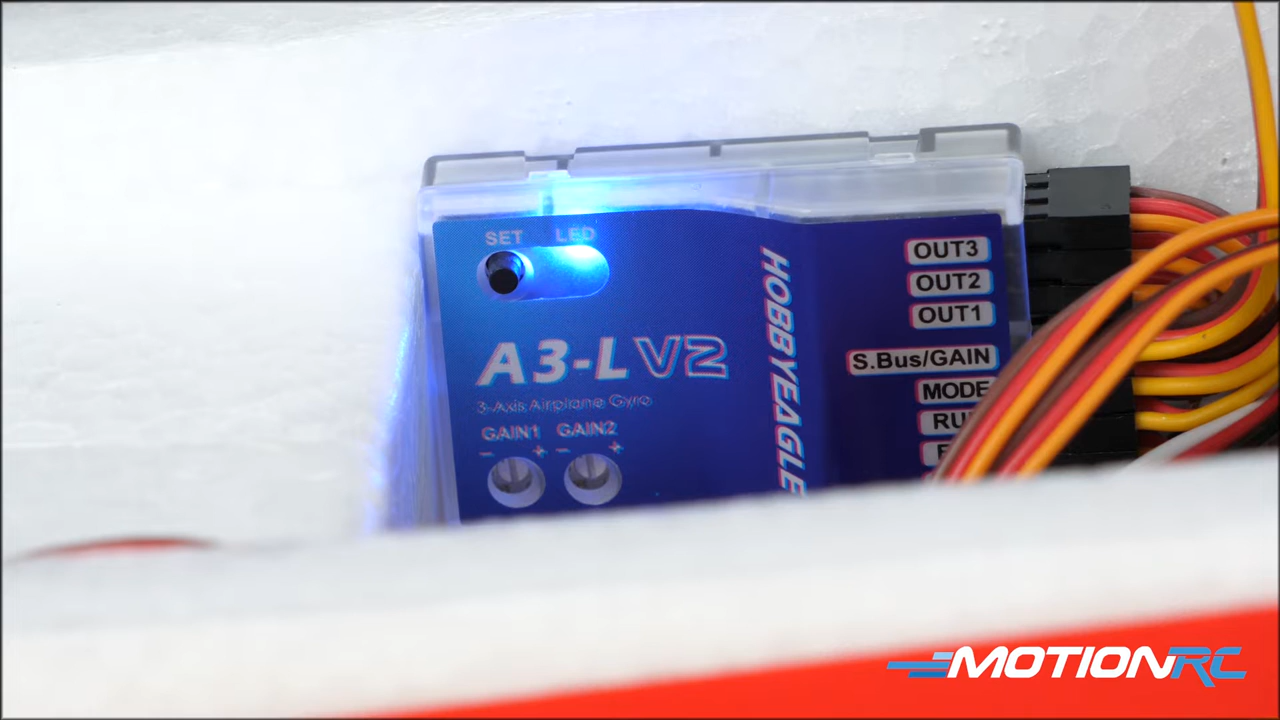 SET LED
A3-L V2
3-Axis Airplane Gyro
GAIN1 GAIN2
- + - +
HOBBYEAGLE
OUT3
OUT2
OUT1
S.Bus/GAIN
MODE
MOTIONRC